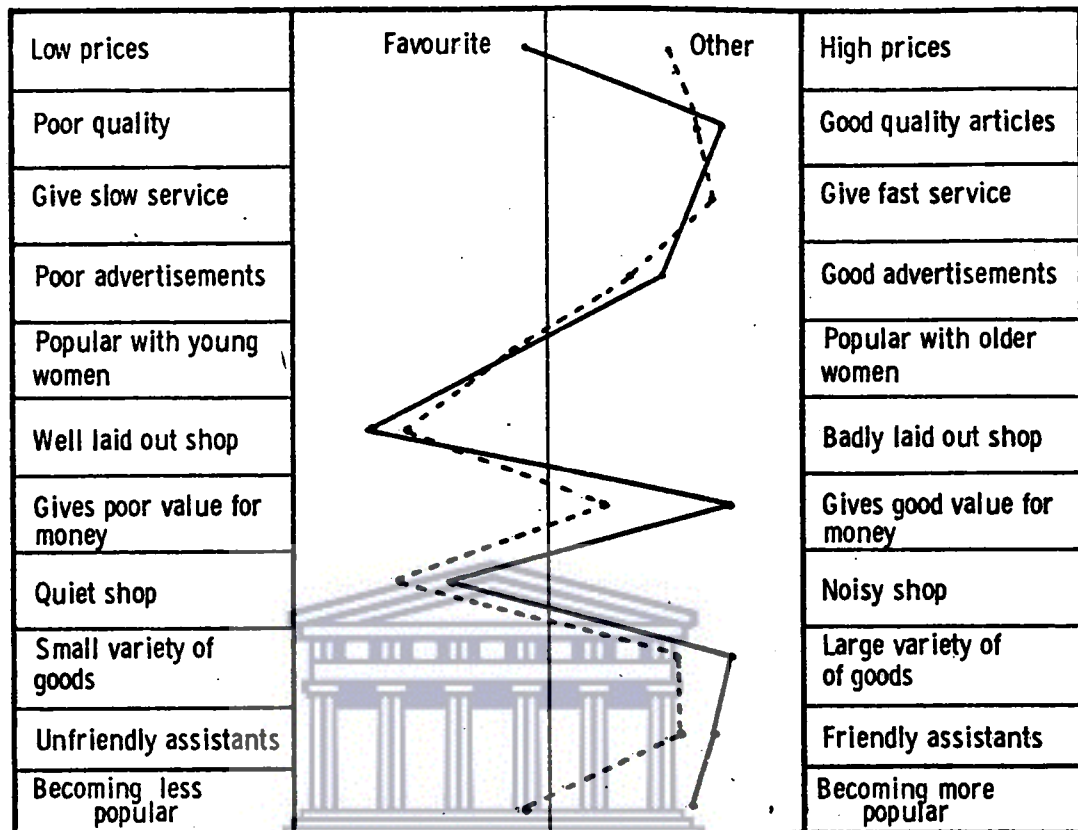 Low prices
Favourite
Other
High prices
Poor quality
Good quality articles
Give slow service
Give fast service
Poor advertisements
Good advertisements
Popular with young
women
Popular with older
women
Well laid out shop
Badly laid out shop
Gives poor value for
money
Gives good value for
money
Quiet shop
Noisy shop
Small variety of
goods
Large variety of
of goods
Unfriendly assistants
Friendly assistants
Becoming less
popular
Becoming more
popular